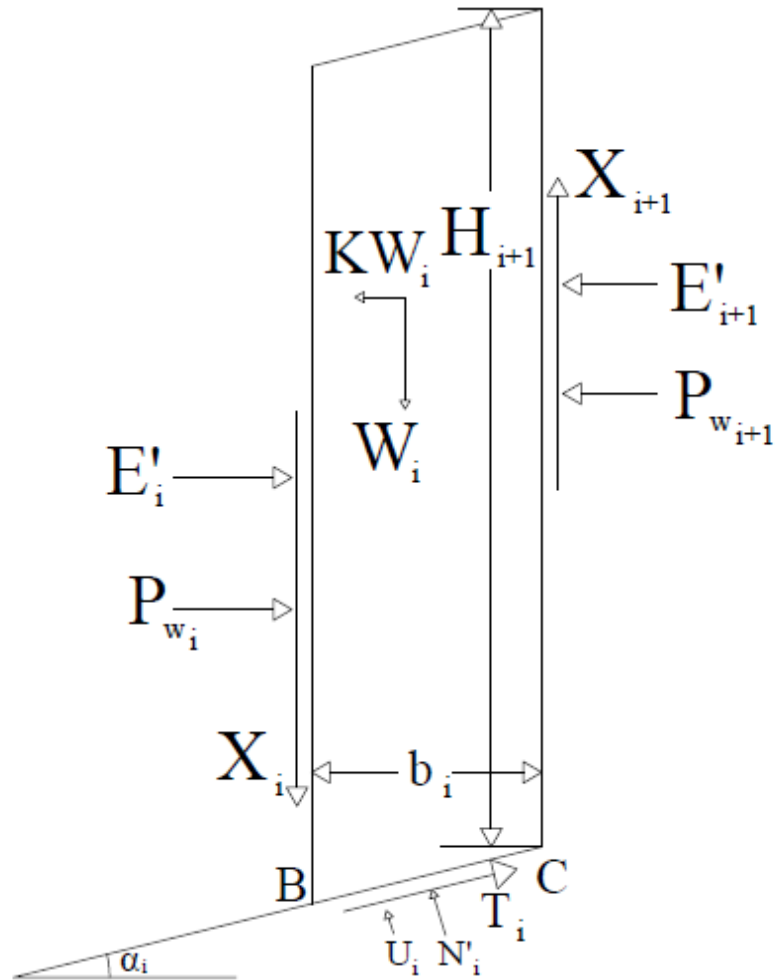 X i+1
H i+1
KW i
E' i+1
P w i+1
W i
E' i
P w i
X i
b i
B
C
T i
U i
N' i
α i